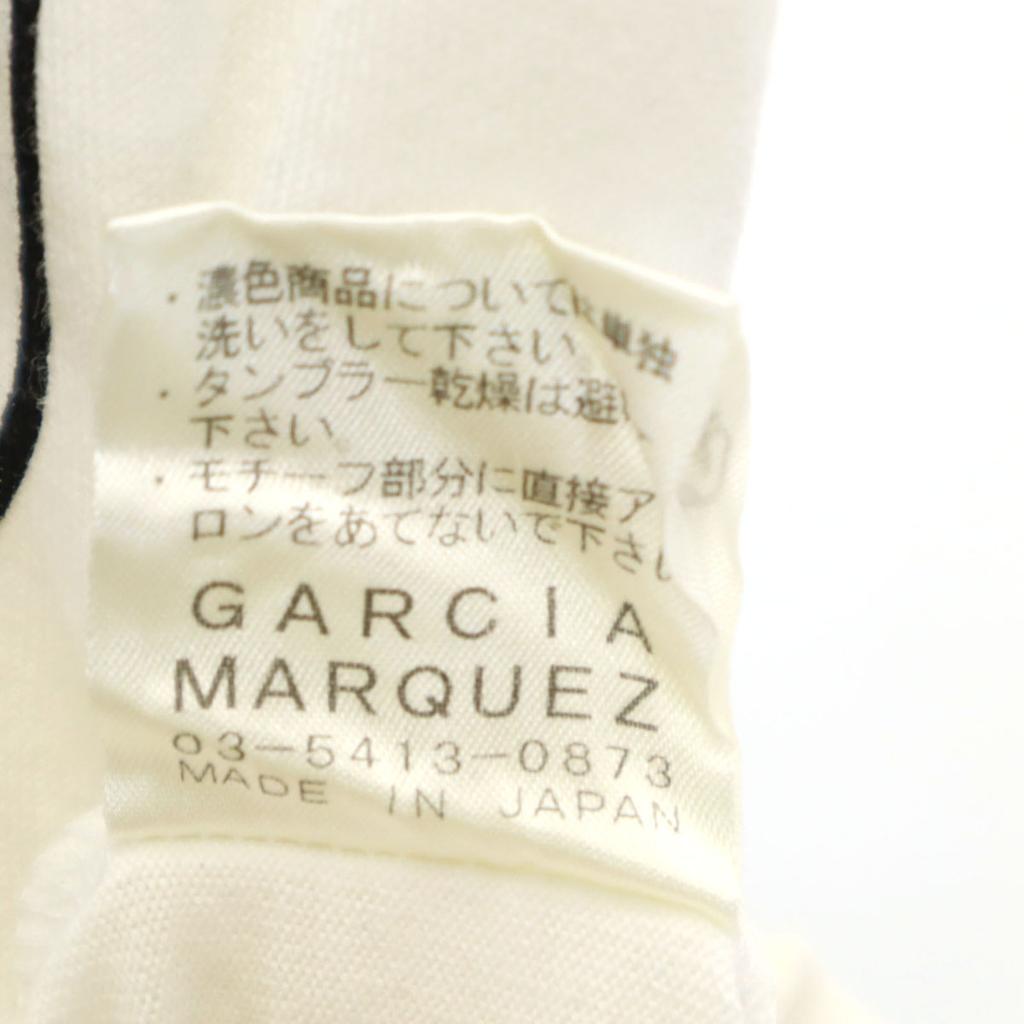 ・濃色商品については単独
洗いをして下さい
・タンブラー乾燥は避
下さい
・モチーフ部分に直接ア
ロンをあてないで下さい
GARCIA
MARQUEZ
03-5413-0873
MADE IN JAPAN